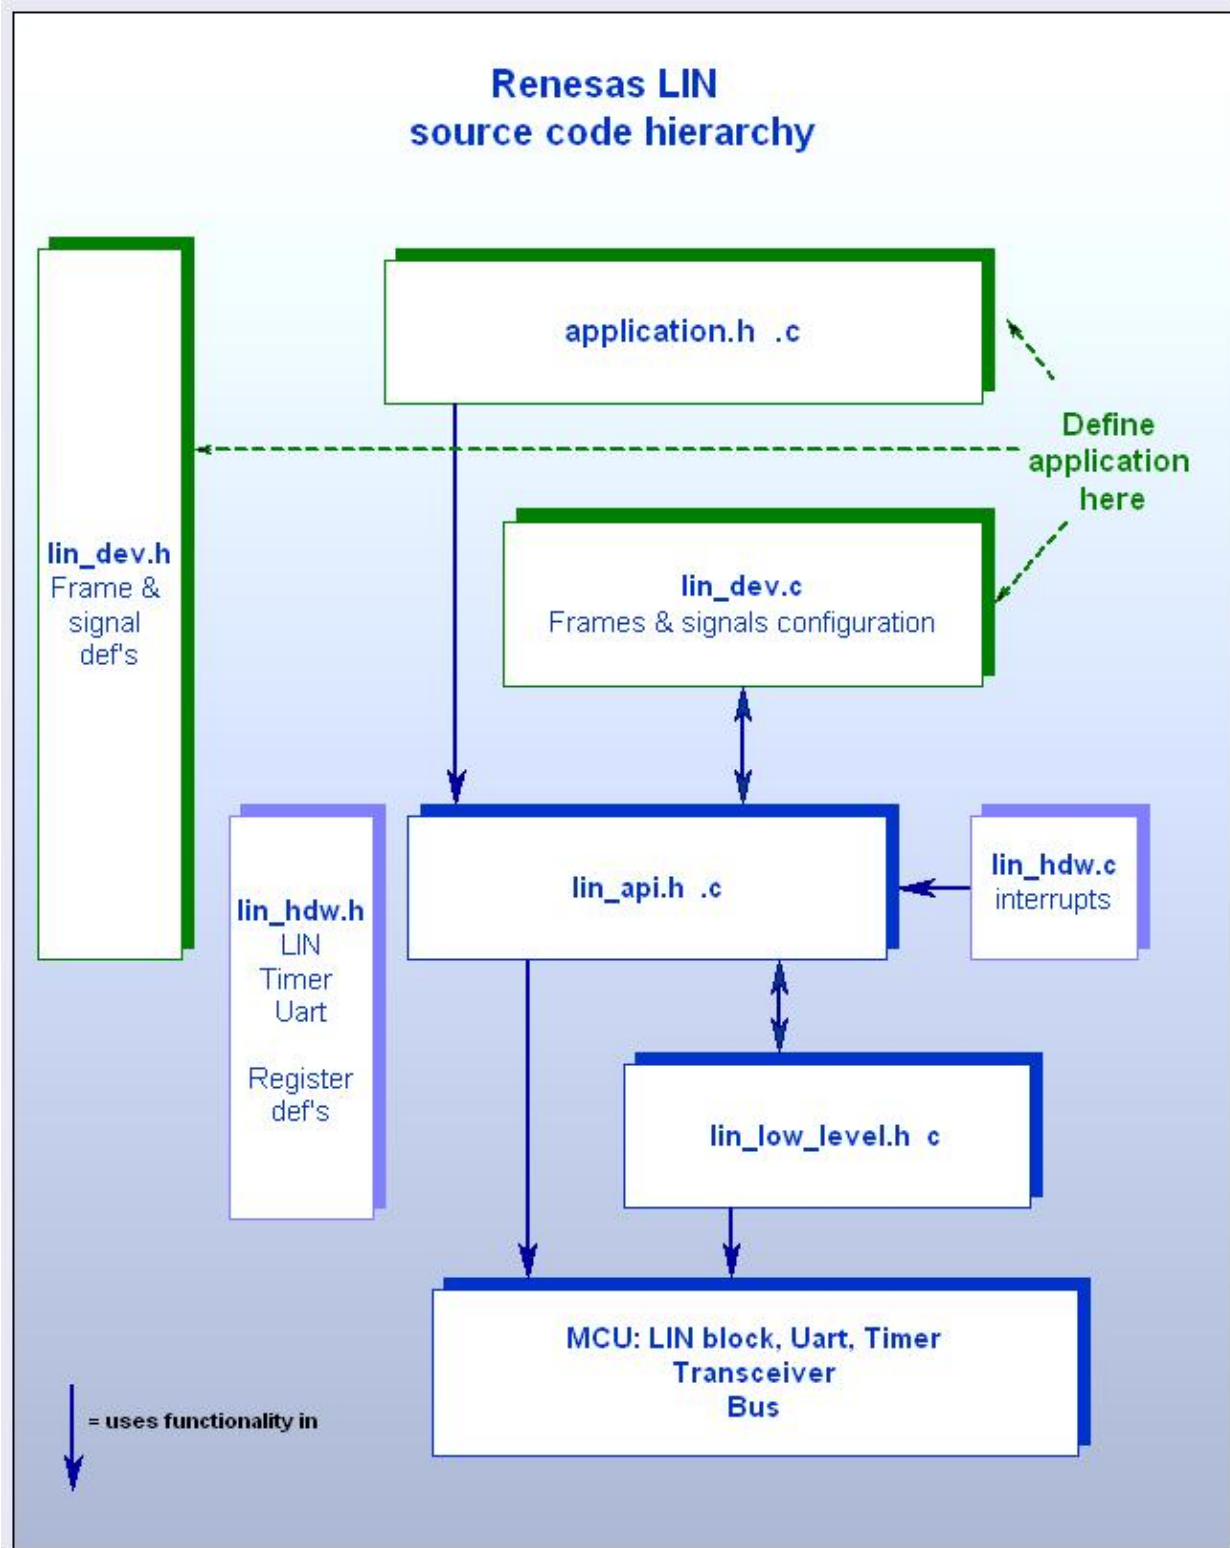 Renesas LIN
source code hierarchy
application.h .c
Define
application
here
lin_dev.h
Frame &
signal
def's
lin_dev.c
Frames & signals configuration
lin_hdw.h
LIN
Timer
Uart
Register
def's
lin_api.h .c
lin_hdw.c
interrupts
lin_low_level.h c
MCU: LIN block, Uart, Timer
Transceiver
Bus
= uses functionality in